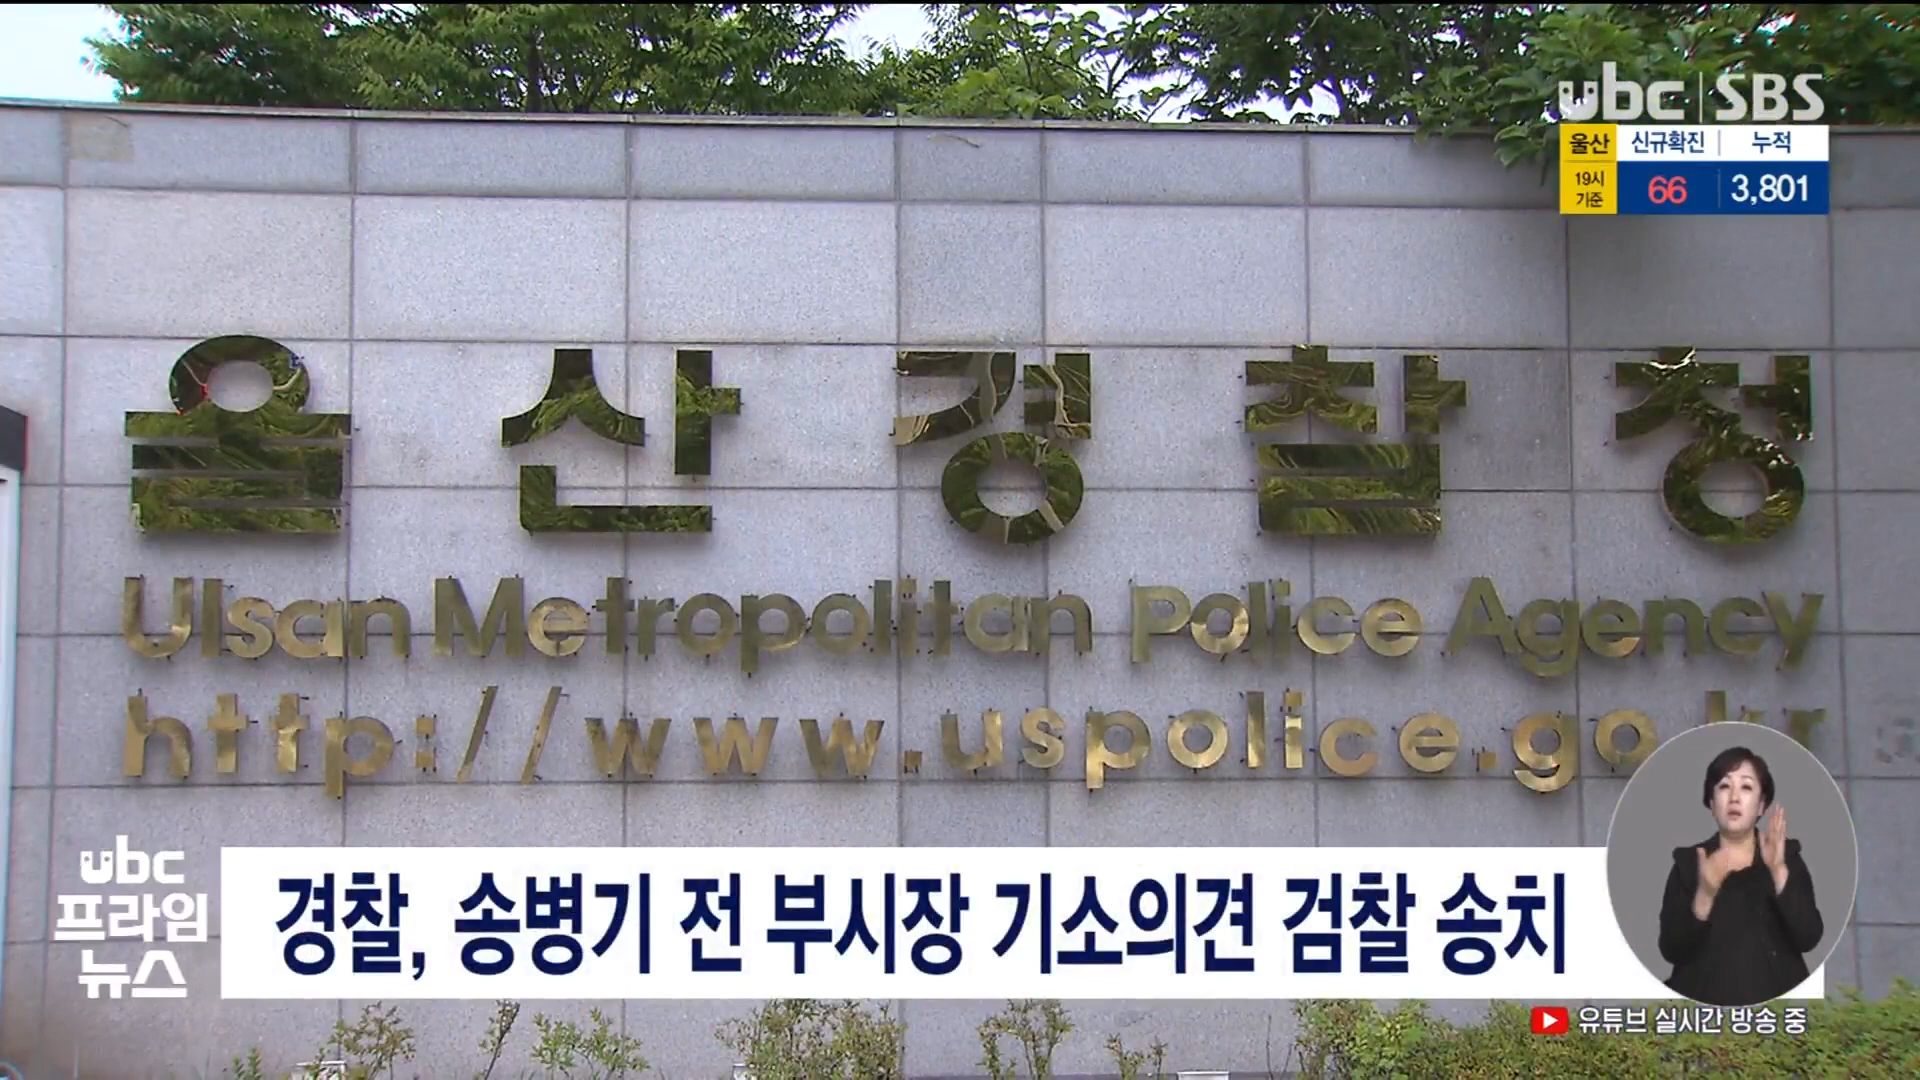 ubc | SBS
울산 신규확진 누적
19시 기준 66 3,801
울산경찰청
Ulsan Metropolitan Police Agency
http://www.uspolice.go.kr
ubc
프라임
뉴스
경찰, 송병기 전 부시장 기소의견 검찰 송치
유튜브 실시간 방송 중